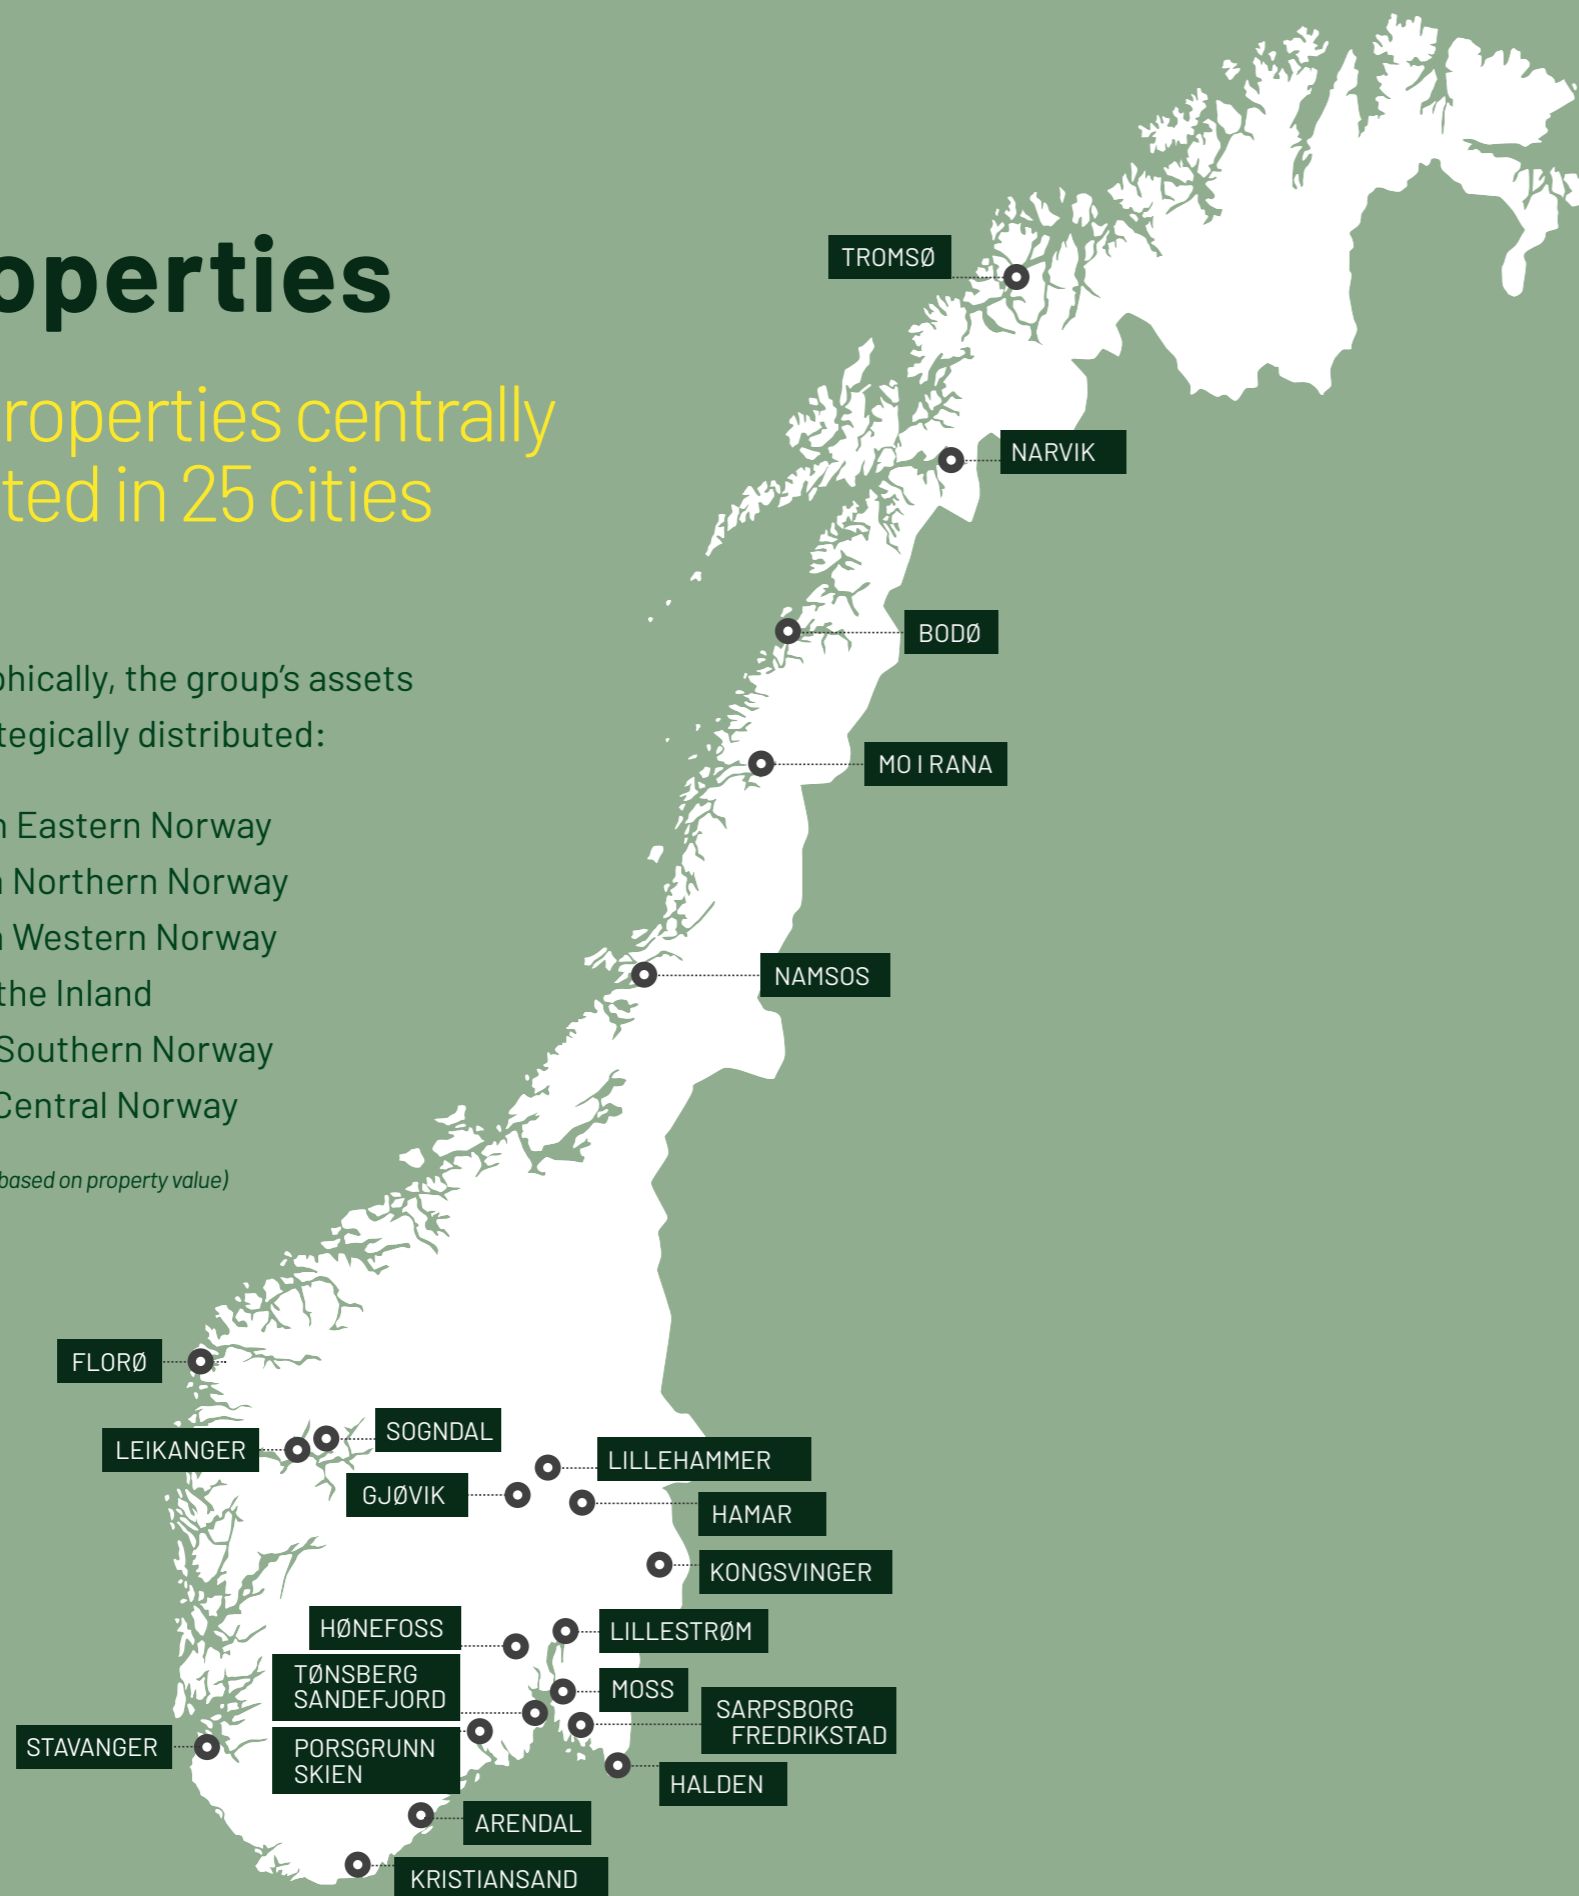 operties
roperties centrally
ted in 25 cities
phically, the group's assets
tegically distributed:
n Eastern Norway
n Northern Norway
n Western Norway
the Inland
Southern Norway
Central Norway
based on property value)
TROMSØ
NARVIK
BODØ
MO I RANA
NAMSOS
FLORØ
LEIKANGER
SOGNDAL
LILLEHAMMER
GJØVIK
HAMAR
KONGSVINGER
HØNEFOSS
LILLESTRØM
TØNSBERG
SANDEFJORD
MOSS
SARPSBORG
FREDRIKSTAD
STAVANGER
PORSGRUNN
SKIEN
HALDEN
ARENDAL
KRISTIANSAND